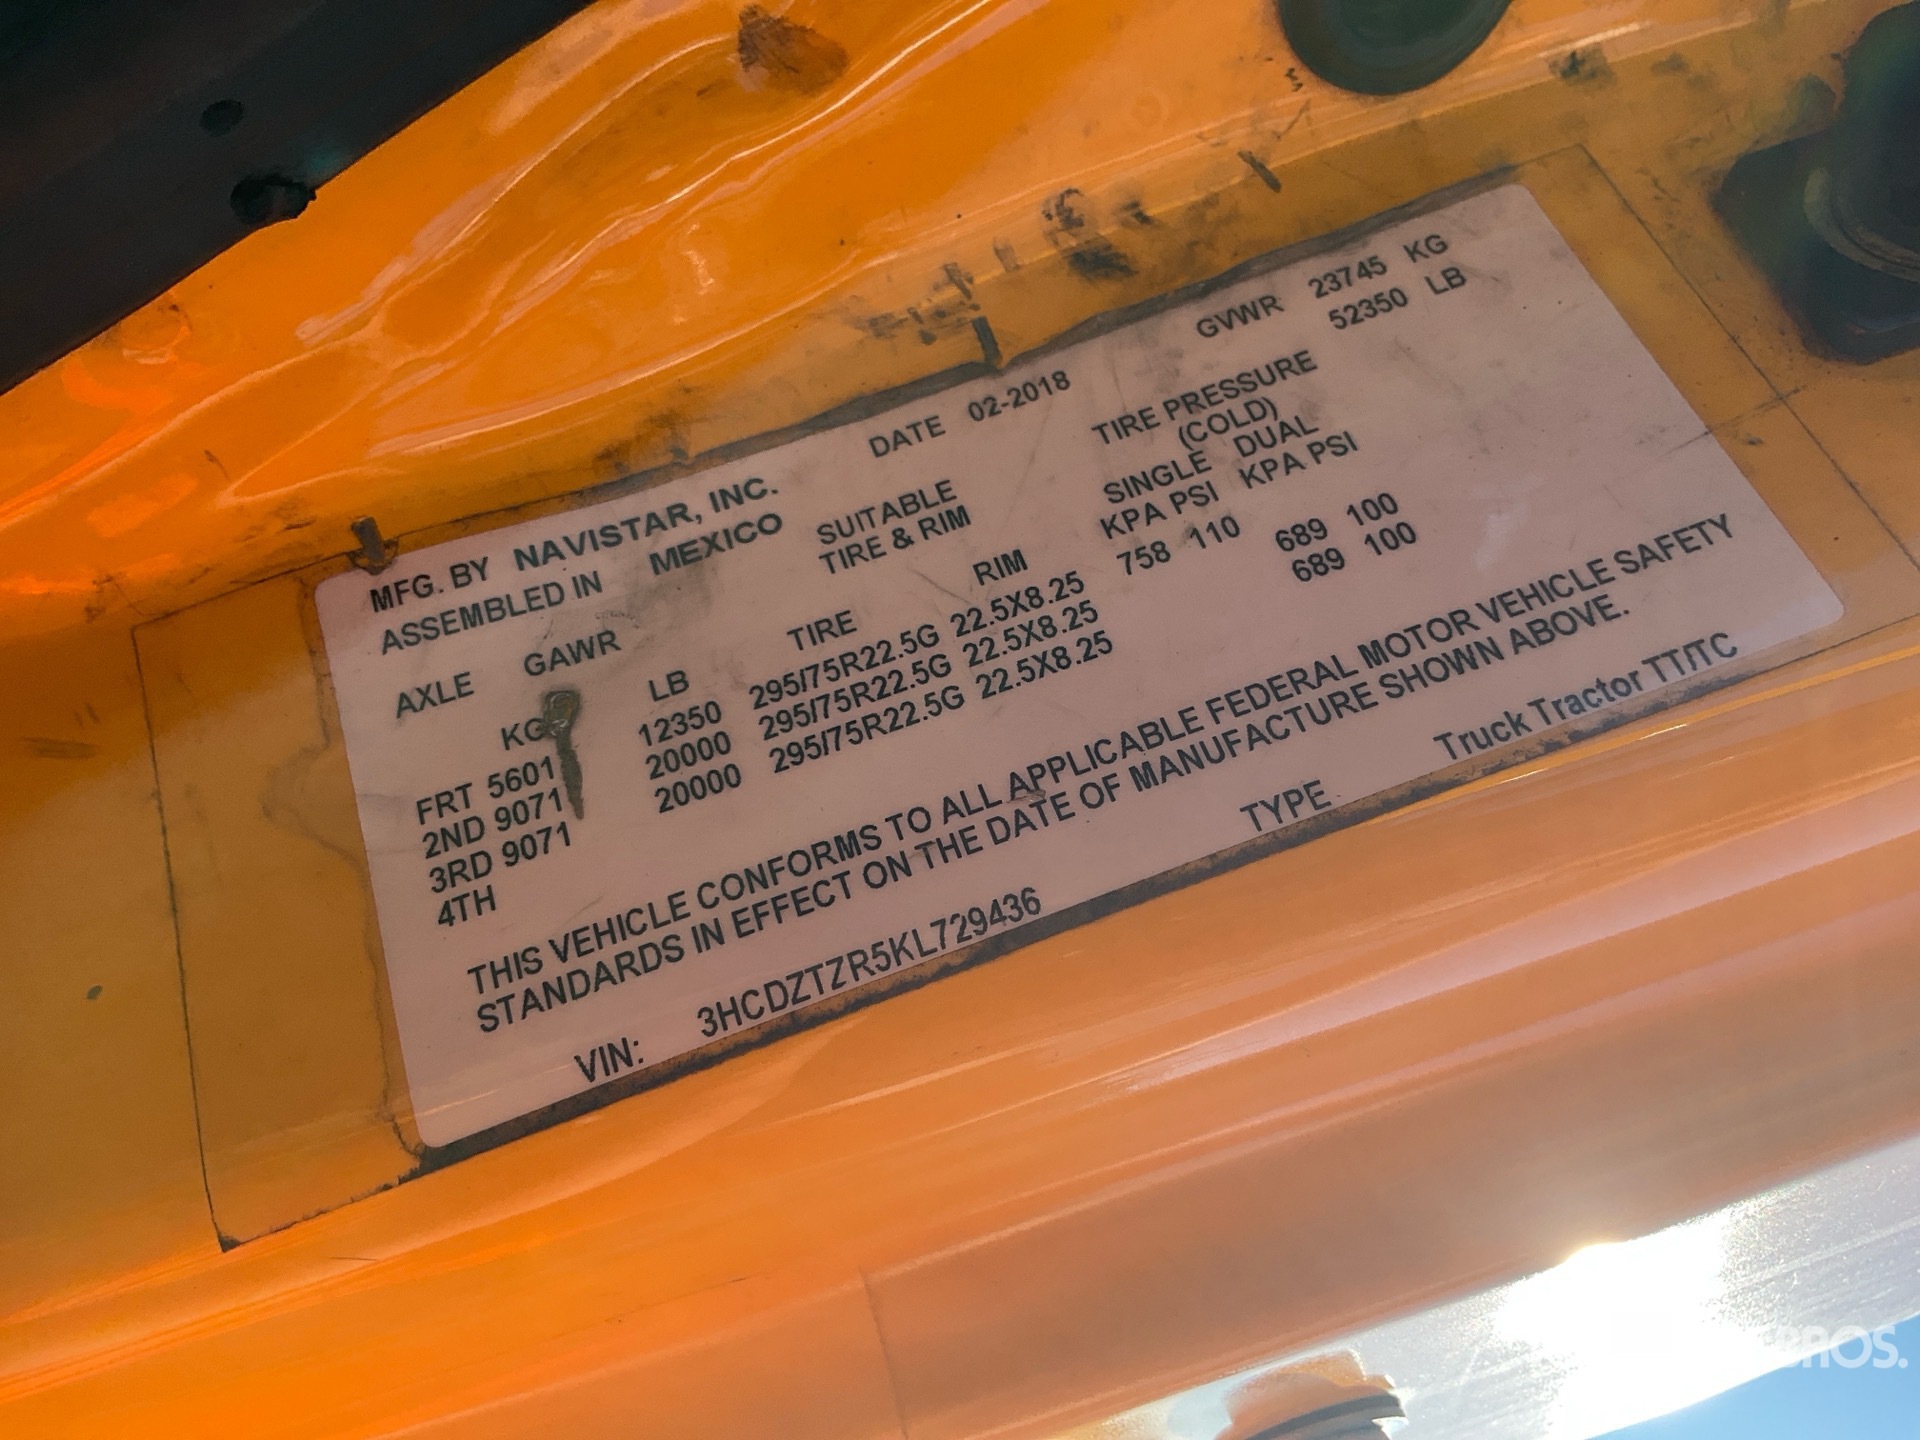 MFG. BY NAVISTAR, INC. DATE 02-2018 GVWR 23745 KG
ASSEMBLED IN MEXICO 52350 LB
SUITABLE TIRE PRESSURE
TIRE & RIM (COLD)
AXLE GAWR SINGLE DUAL
KG LB TIRE RIM KPA PSI KPA PSI
FRT 5601 12350 295/75R22.5G 22.5X8.25 758 110
2ND 9071 20000 295/75R22.5G 22.5X8.25 689 100
3RD 9071 20000 295/75R22.5G 22.5X8.25 689 100
4TH
THIS VEHICLE CONFORMS TO ALL APPLICABLE FEDERAL MOTOR VEHICLE SAFETY
STANDARDS IN EFFECT ON THE DATE OF MANUFACTURE SHOWN ABOVE.
VIN: 3HCDZTZR5KL729436 TYPE Truck Tractor TT/TC
BROS.